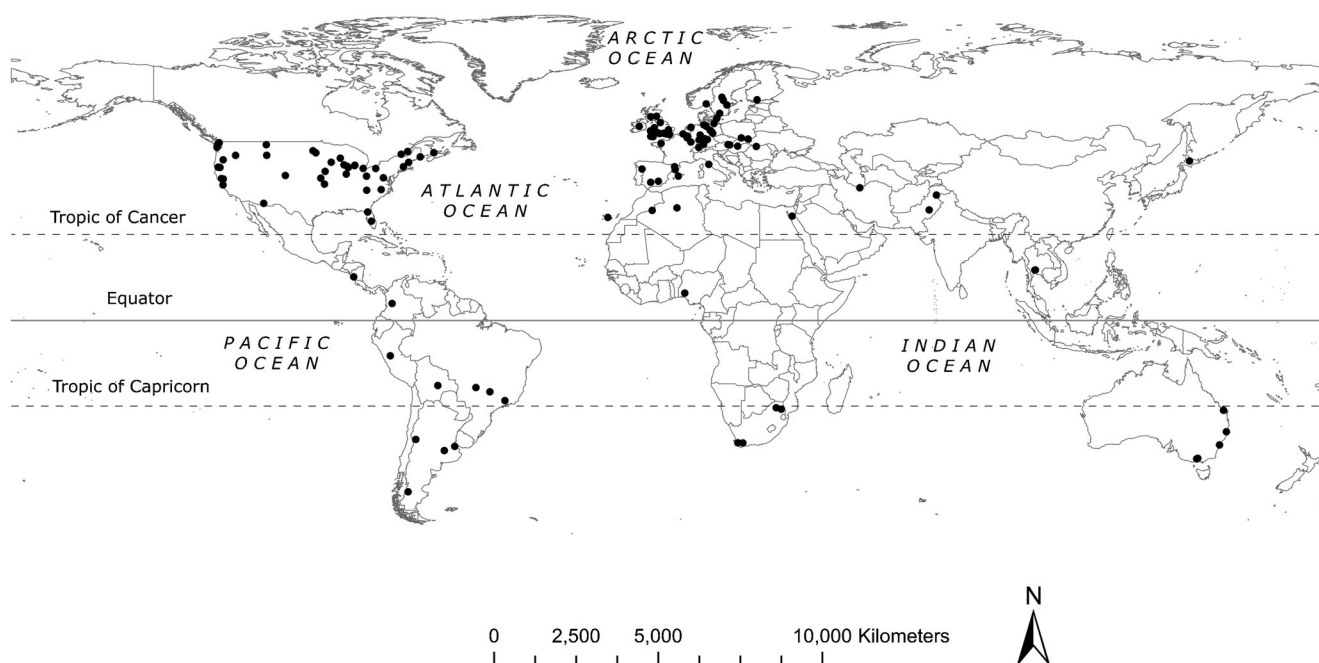 ARCTIC
OCEAN
ATLANTIC
OCEAN
Tropic of Cancer
Equator
PACIFIC
OCEAN
INDIAN
OCEAN
Tropic of Capricorn
N
0 2,500 5,000 10,000 Kilometers